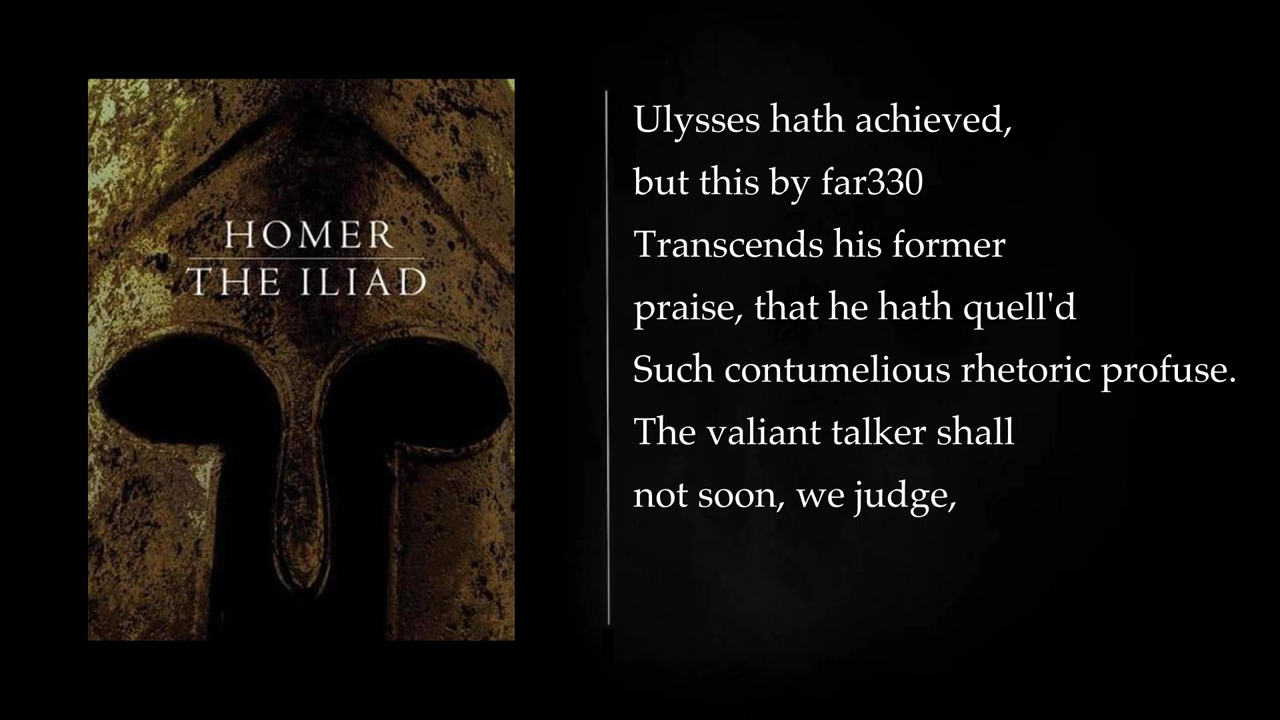 HOMER
THE ILIAD
Ulysses hath achieved,
but this by far330
Transcends his former
praise, that he hath quell'd
Such contumelious rhetoric profuse.
The valiant talker shall
not soon, we judge,